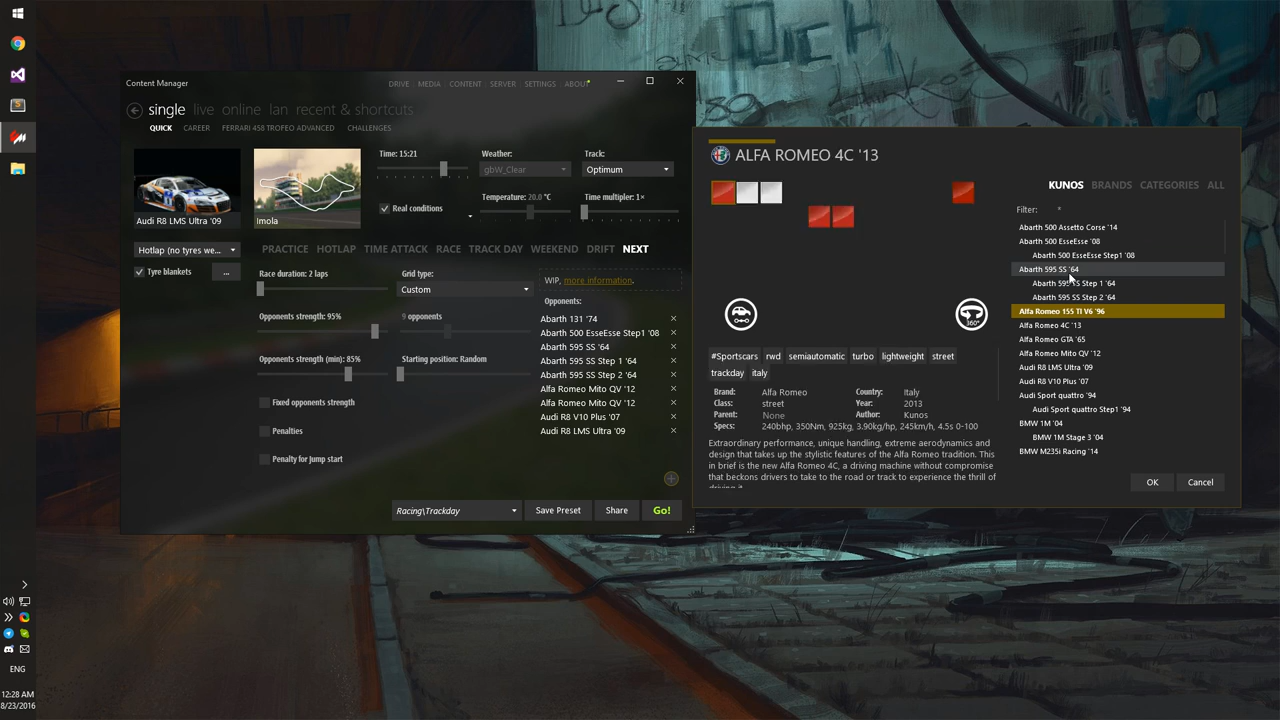 Content Manager
DRIVE MEDIA CONTENT SERVER SETTINGS ABOUT
single live online lan recent & shortcuts
QUICK CAREER FERRARI 458 TROFEO ADVANCED CHALLENGES
Audi R8 LMS Ultra '09
Imola
Time: 15:21
Real conditions
Weather:
gbW_Clear
Temperature: 20.0 °C
Track:
Optimum
Time multiplier: 1×
Hotlap (no tyres we...
Tyre blankets
...
PRACTICE HOTLAP TIME ATTACK RACE TRACK DAY WEEKEND DRIFT NEXT
Race duration: 2 laps
Opponents strength: 95%
Opponents strength (min): 85%
Fixed opponents strength
Penalties
Penalty for jump start
Grid type:
Custom
9 opponents
Starting position: Random
WIP, more information.
Opponents:
Abarth 131 '74
Abarth 500 EsseEsse Step1 '08
Abarth 595 SS '64
Abarth 595 SS Step 1 '64
Abarth 595 SS Step 2 '64
Alfa Romeo Mito QV '12
Alfa Romeo Mito QV '12
Audi R8 V10 Plus '07
Audi R8 LMS Ultra '09
Racing\Trackday
Save Preset
Share
Go!
ALFA ROMEO 4C '13
360°
#Sportscars rwd semiautomatic turbo lightweight street
trackday italy
Brand: Alfa Romeo Country: Italy
Class: street Year: 2013
Parent: None Author: Kunos
Specs: 240bhp, 350Nm, 925kg, 3.90kg/hp, 245km/h, 4.5s 0-100
Extraordinary performance, unique handling, extreme aerodynamics and
design that takes up the stylistic features of the Alfa Romeo tradition. This
in brief is the new Alfa Romeo 4C, a driving machine without compromise
that beckons drivers to take to the road or track to experience the thrill of
driving it.
KUNOS BRANDS CATEGORIES ALL
Filter: *
Abarth 500 Assetto Corse '14
Abarth 500 EsseEsse '08
Abarth 500 EsseEsse Step1 '08
Abarth 595 SS '64
Abarth 595 SS Step 1 '64
Abarth 595 SS Step 2 '64
Alfa Romeo 155 TI V6 '96
Alfa Romeo 4C '13
Alfa Romeo GTA '65
Alfa Romeo Mito QV '12
Audi R8 LMS Ultra '09
Audi R8 V10 Plus '07
Audi Sport quattro '94
Audi Sport quattro Step1 '94
BMW 1M '04
BMW 1M Stage 3 '04
BMW M235i Racing '14
OK
Cancel
ENG
12:28 AM
8/23/2016